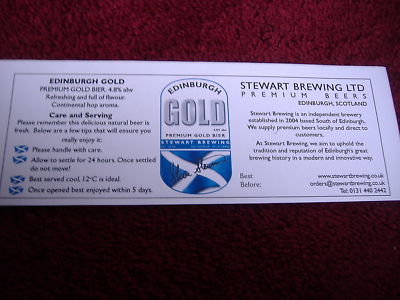 EDINBURGH GOLD
PREMIUM GOLD BIER, 4.8% abw
Refreshing and full of flavour.
Continental hop aroma.
Care and Serving
Please remember this delicious natural beer is
fresh. Below are a few tips that will ensure you
really enjoy it:
Please handle with care.
Allow to settle for 24 hours. Once settled
do not move!
Best served cool, 12°C is ideal.
Once opened best enjoyed within 5 days.
EDINBURGH
GOLD
4.8% abv
PREMIUM GOLD BIER
STEWART BREWING
STEWART BREWING LTD
PREMIUM BEERS
EDINBURGH, SCOTLAND
Stewart Brewing is an independent brewery
established in 2004 based South of Edinburgh.
We supply premium beers locally and direct to
customers.
At Stewart Brewing, we aim to uphold the
tradition and reputation of Edinburgh's great
brewing history in a modern and innovative way.
Best
Before:
www.stewartbrewing.co.uk
orders@stewartbrewing.co.uk
Tel: 0131 440 2442